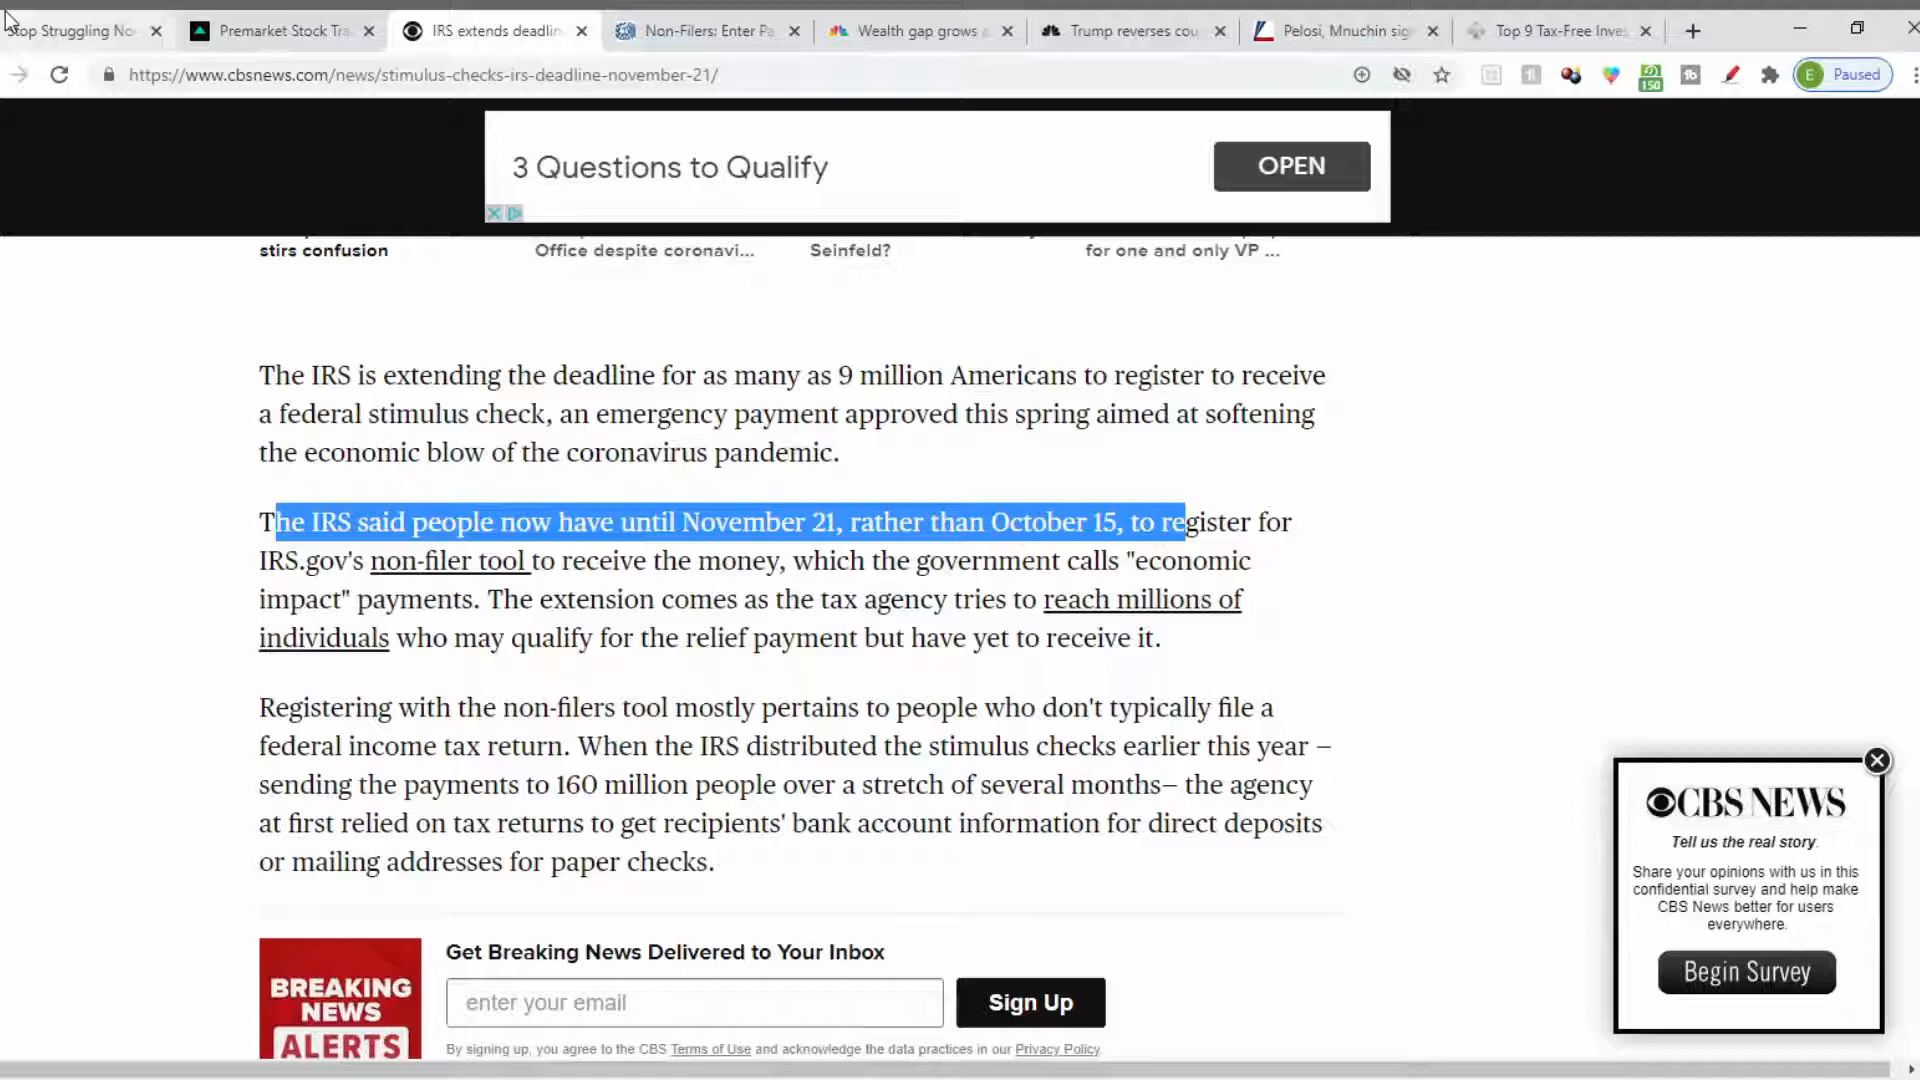 Stop Struggling No
Premarket Stock Tra
IRS extends deadlin
Non-Filers: Enter Pa
Wealth gap grows a
Trump reverses cou
Pelosi, Mnuchin sig
Top 9 Tax-Free Inve
https://www.cbsnews.com/news/stimulus-checks-irs-deadline-november-21/
150
E
Paused
3 Questions to Qualify
OPEN
stirs confusion
Office despite coronavi...
Seinfeld?
for one and only VP ...
The IRS is extending the deadline for as many as 9 million Americans to register to receive
a federal stimulus check, an emergency payment approved this spring aimed at softening
the economic blow of the coronavirus pandemic.
The IRS said people now have until November 21, rather than October 15, to register for
IRS.gov's non-filer tool to receive the money, which the government calls "economic
impact" payments. The extension comes as the tax agency tries to reach millions of
individuals who may qualify for the relief payment but have yet to receive it.
Registering with the non-filers tool mostly pertains to people who don't typically file a
federal income tax return. When the IRS distributed the stimulus checks earlier this year —
sending the payments to 160 million people over a stretch of several months— the agency
at first relied on tax returns to get recipients' bank account information for direct deposits
or mailing addresses for paper checks.
BREAKING
NEWS
ALERTS
Get Breaking News Delivered to Your Inbox
enter your email
Sign Up
By signing up, you agree to the CBS Terms of Use and acknowledge the data practices in our Privacy Policy.
CBS NEWS
Tell us the real story.
Share your opinions with us in this
confidential survey and help make
CBS News better for users
everywhere.
Begin Survey